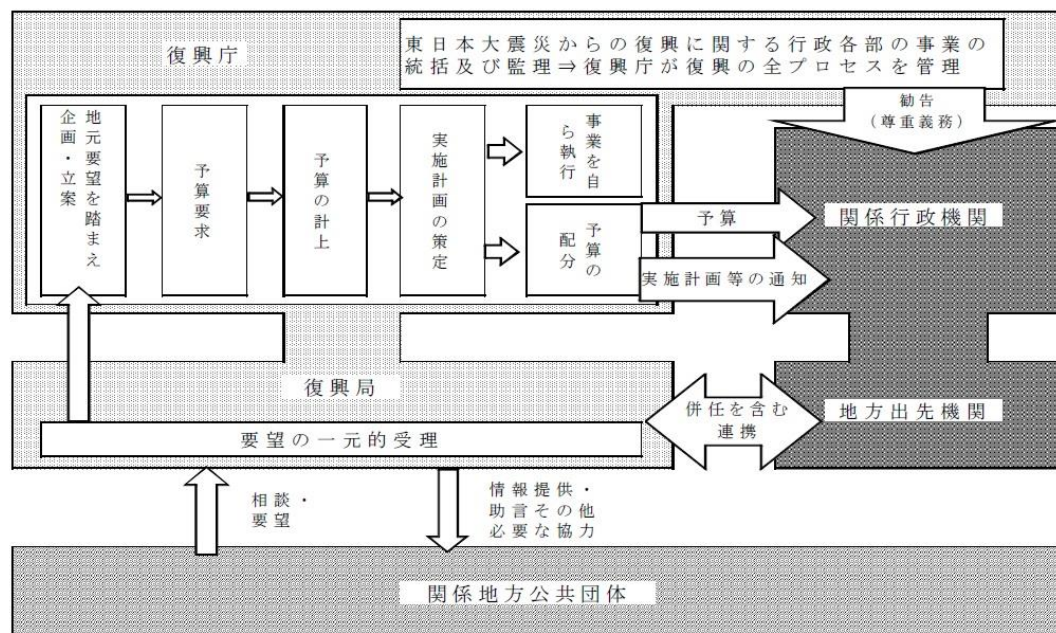 復興庁
東日本大震災からの復興に関する行政各部の事業の
統括及び監理⇒復興庁が復興の全プロセスを管理
勧告
(尊重義務)
地元要望を踏まえ
企画・立案
予算要求
予算の計上
実施計画の策定
事業を自
ら執行
予算の
配分
予算
関係行政機関
実施計画等の通知
復興局
併任を含む
連携
地方出先機関
要望の一元的受理
相談・
要望
情報提供・
助言その他
必要な協力
関係地方公共団体